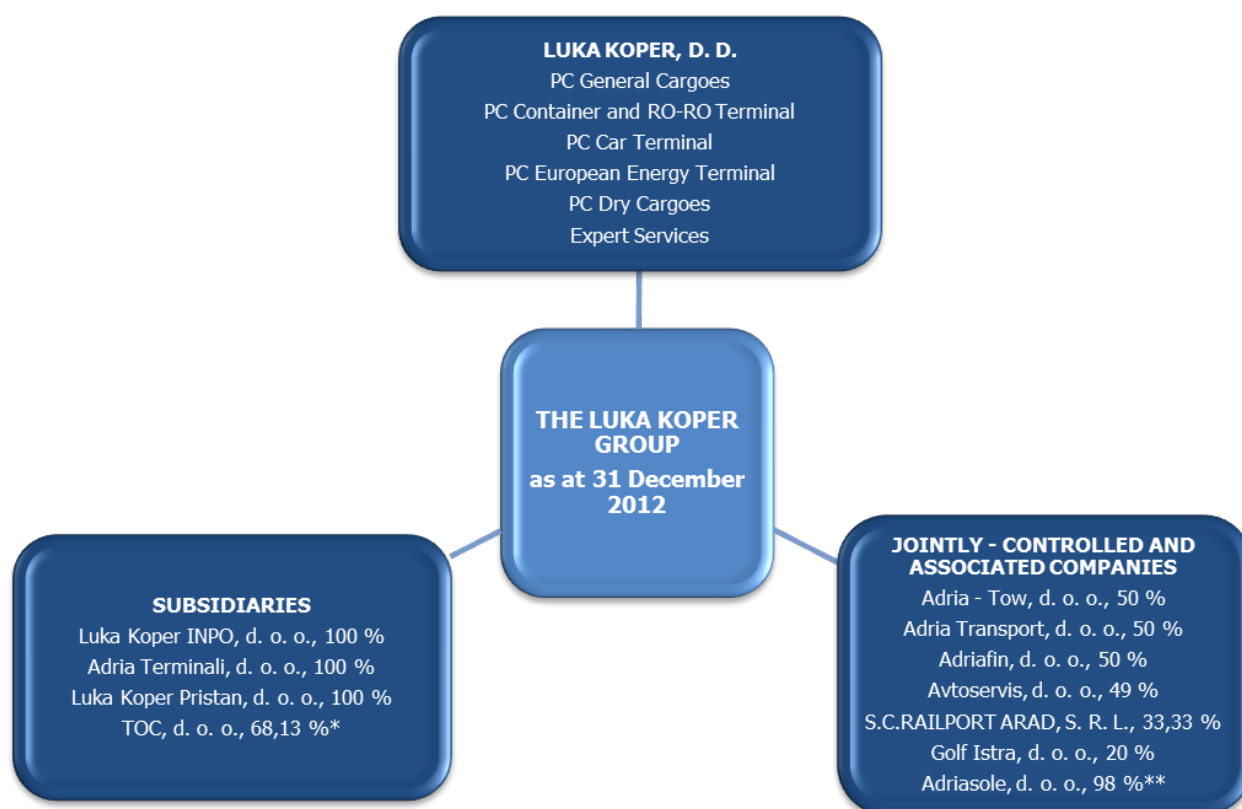 LUKA KOPER, D. D.
PC General Cargoes
PC Container and RO-RO Terminal
PC Car Terminal
PC European Energy Terminal
PC Dry Cargoes
Expert Services
THE LUKA KOPER
GROUP
as at 31 December
2012
SUBSIDIARIES
Luka Koper INPO, d. o. o., 100 %
Adria Terminali, d. o. o., 100 %
Luka Koper Pristan, d. o. o., 100 %
TOC, d. o. o., 68,13 %*
JOINTLY - CONTROLLED AND
ASSOCIATED COMPANIES
Adria - Tow, d. o. o., 50 %
Adria Transport, d. o. o., 50 %
Adriafin, d. o. o., 50 %
Avtoservis, d. o. o., 49 %
S.C.RAILPORT ARAD, S. R. L., 33,33 %
Golf Istra, d. o. o., 20 %
Adriasole, d. o. o., 98 %**